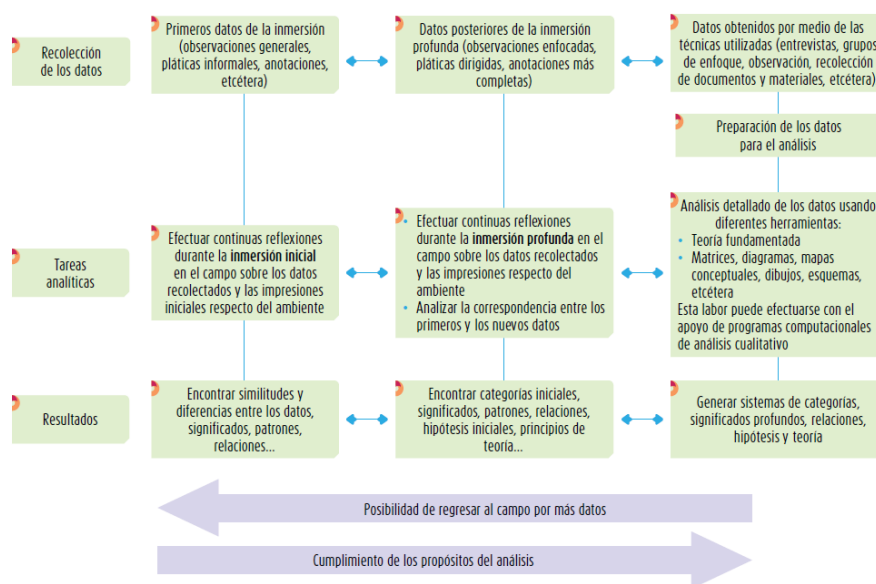 Recolección
de los datos
Primeros datos de la inmersión
(observaciones generales,
pláticas informales, anotaciones,
etcétera)
Datos posteriores de la inmersión
profunda (observaciones enfocadas,
pláticas dirigidas, anotaciones más
completas)
Datos obtenidos por medio de las
técnicas utilizadas (entrevistas, grupos
de enfoque, observación, recolección
de documentos y materiales, etcétera)
Preparación de los datos
para el análisis
Tareas
analíticas
Efectuar continuas reflexiones
durante la inmersión inicial
en el campo sobre los datos
recolectados y las impresiones
iniciales respecto del ambiente
• Efectuar continuas reflexiones
durante la inmersión profunda en el
campo sobre los datos recolectados
y las impresiones respecto del
ambiente
• Analizar la correspondencia entre los
primeros y los nuevos datos
Análisis detallado de los datos usando
diferentes herramientas:
• Teoría fundamentada
• Matrices, diagramas, mapas
conceptuales, dibujos, esquemas,
etcétera
Esta labor puede efectuarse con el
apoyo de programas computacionales
de análisis cualitativo
Resultados
Encontrar similitudes y
diferencias entre los datos,
significados, patrones,
relaciones...
Encontrar categorías iniciales,
significados, patrones, relaciones,
hipótesis iniciales, principios de
teoría...
Generar sistemas de categorías,
significados profundos, relaciones,
hipótesis y teoría
Posibilidad de regresar al campo por más datos
Cumplimiento de los propósitos del análisis